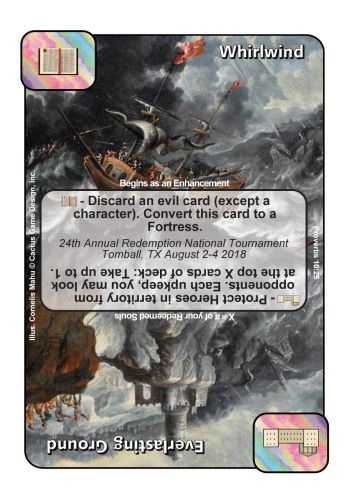 Whirlwind
Begins as an Enhancement
- Discard an evil card (except a
character). Convert this card to a
Fortress.
24th Annual Redemption National Tournament
Tomball, TX August 2-4 2018
- Protect Heroes in territory from
opponents. Each upkeep, you may look
at the top X cards of deck: Take up to 1.
X = # of your Redeemed Souls
Everlasting Ground
Illus. Cornelis Mahu © Cactus Game Design, Inc.
Proverbs 10:25